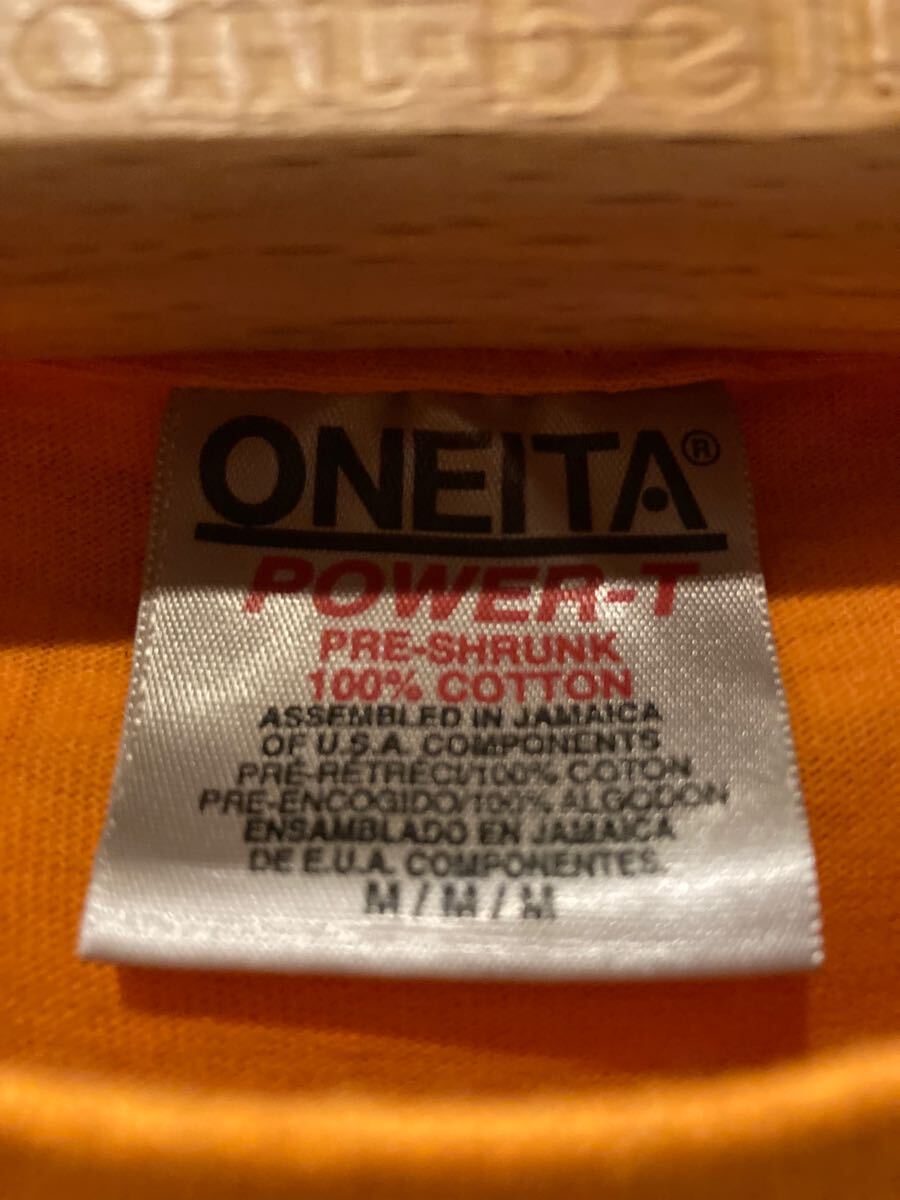 ONEITA®
POWER-T
PRE-SHRUNK
100% COTTON
ASSEMBLED IN JAMAICA
OF U.S.A. COMPONENTS
PRÉ-RÉTRÉCI/100% COTON
PRE-ENCOGIDO/100% ALGODON
ENSAMBLADO EN JAMAICA
DE E.U.A. COMPONENTES.
M/M/M